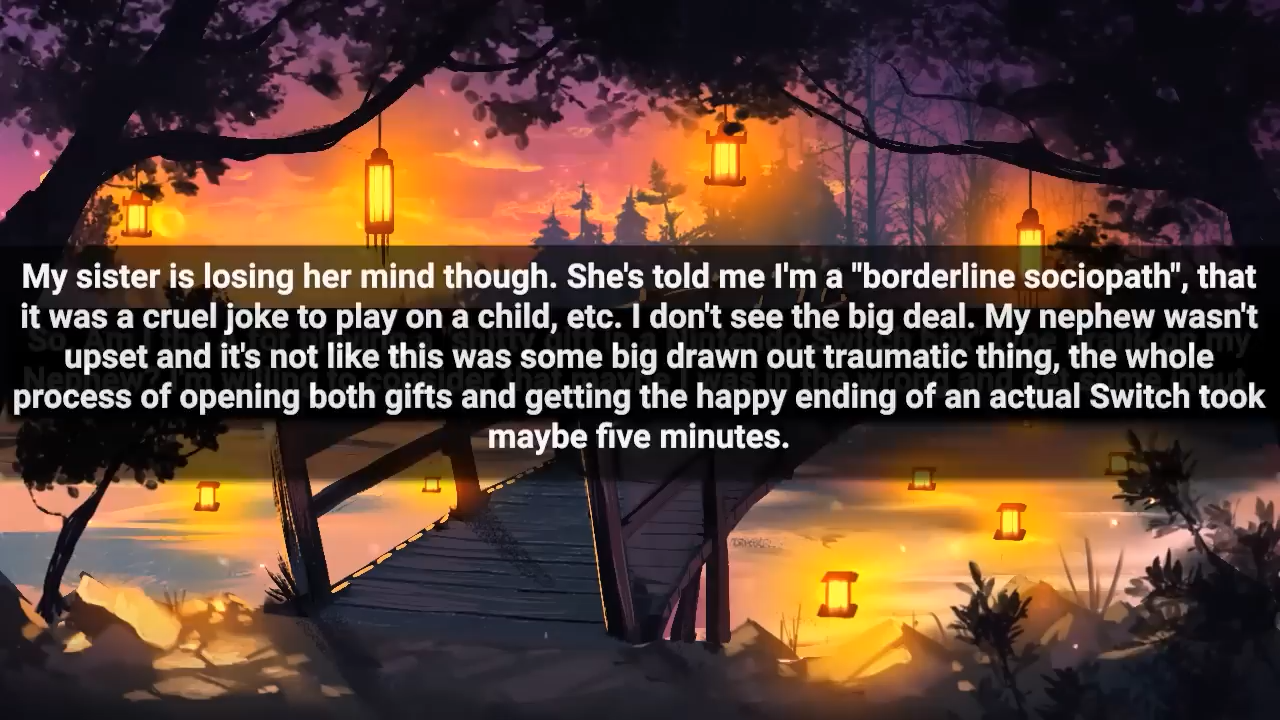 My sister is losing her mind though. She's told me I'm a "borderline sociopath", that
it was a cruel joke to play on a child, etc. I don't see the big deal. My nephew wasn't
upset and it's not like this was some big drawn out traumatic thing, the whole
process of opening both gifts and getting the happy ending of an actual Switch took
maybe five minutes.